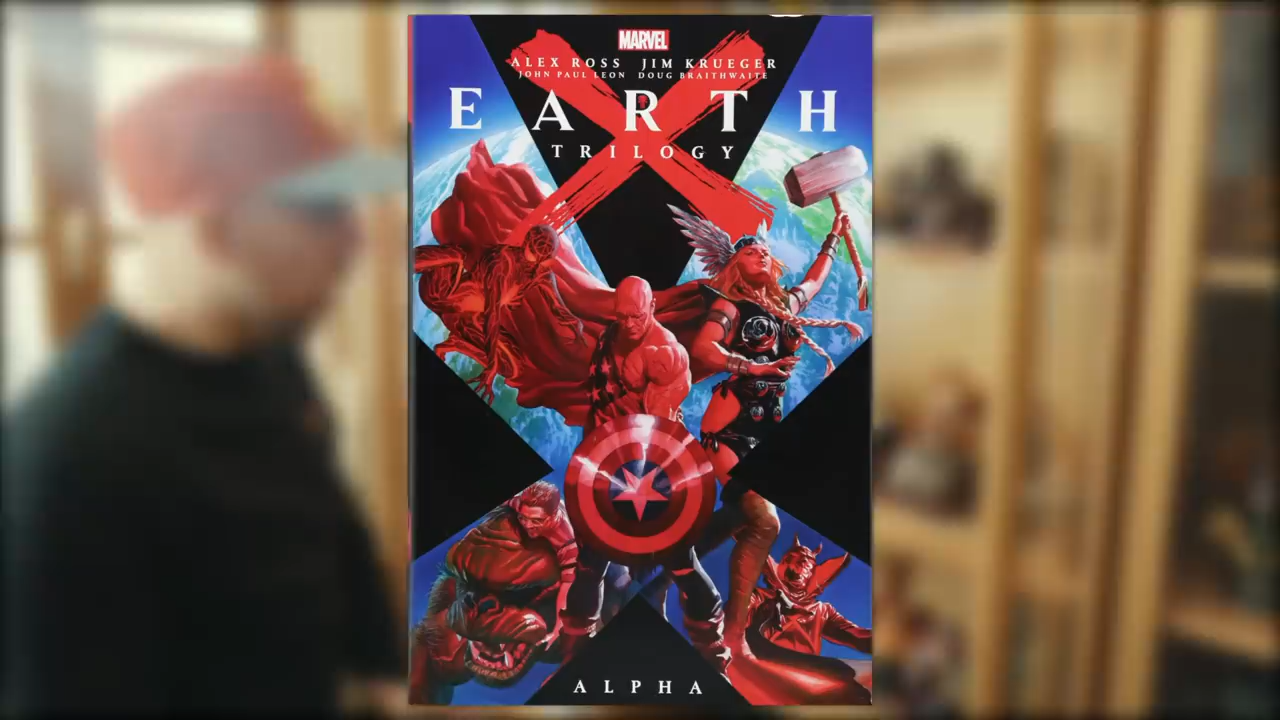 MARVEL
ALEX ROSS JIM KRUEGER
JOHN PAUL LEON DOUG BRAITHWAITE
EARTH
X
TRILOGY
ALPHA